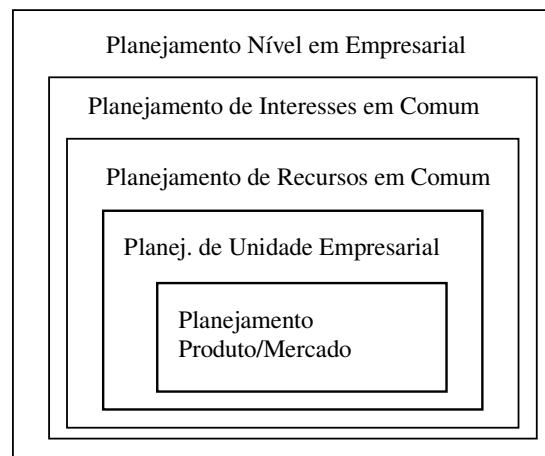 Planejamento Nível em Empresarial
Planejamento de Interesses em Comum
Planejamento de Recursos em Comum
Planej. de Unidade Empresarial
Planejamento
Produto/Mercado